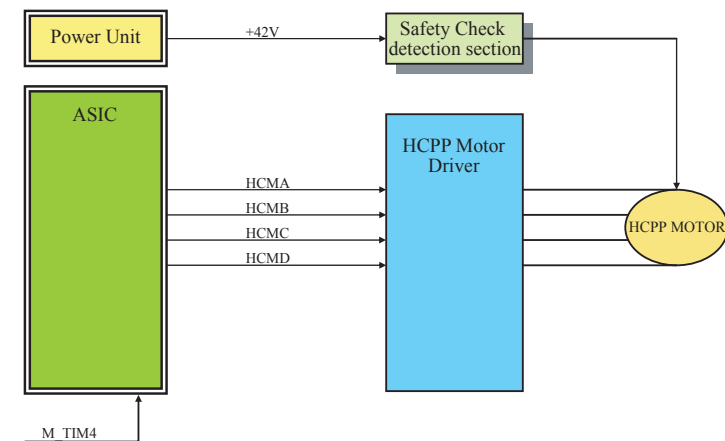 Power Unit
+42V
Safety Check
detection section
ASIC
HCPP Motor
Driver
HCMA
HCMB
HCMC
HCMD
HCPP MOTOR
M_TIM4